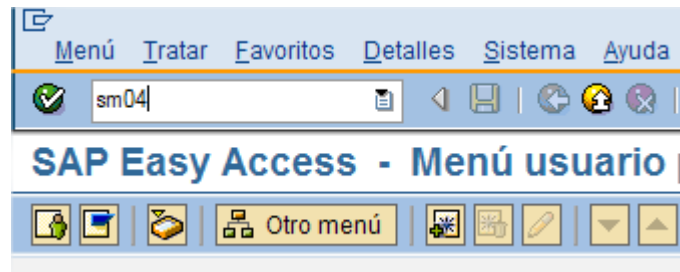 Menú Tratar Favoritos Detalles Sistema Ayuda
sm04
SAP Easy Access - Menú usuario
Otro menú